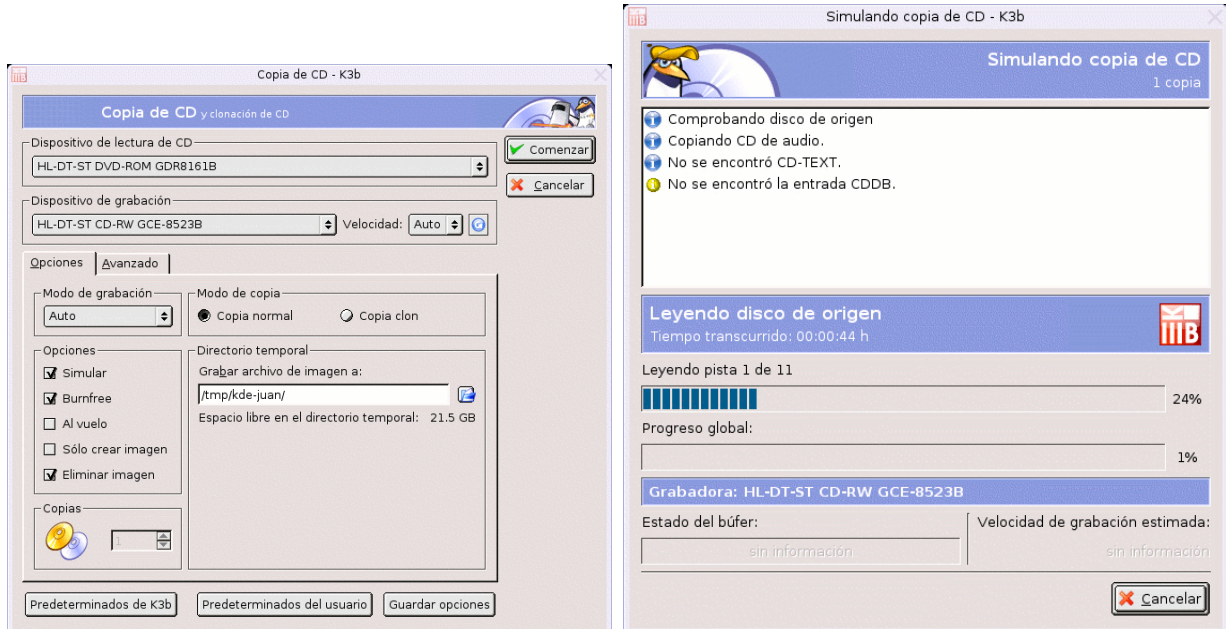 Copia de CD - K3b
Copia de CD y clonación de CD
Dispositivo de lectura de CD
HL-DT-ST DVD-ROM GDR8161B
Comenzar
Cancelar
Dispositivo de grabación
HL-DT-ST CD-RW GCE-8523B
Velocidad: Auto
Opciones
Avanzado
Modo de grabación
Auto
Modo de copia
Copia normal
Copia clon
Opciones
Simular
Burnfree
Al vuelo
Sólo crear imagen
Eliminar imagen
Directorio temporal
Grabar archivo de imagen a:
/tmp/kde-juan/
Espacio libre en el directorio temporal: 21.5 GB
Copias
1
Predeterminados de K3b
Predeterminados del usuario
Guardar opciones
Simulando copia de CD - K3b
Simulando copia de CD
1 copia
Comprobando disco de origen
Copiando CD de audio.
No se encontró CD-TEXT.
No se encontró la entrada CDDB.
Leyendo disco de origen
Tiempo transcurrido: 00:00:44 h
Leyendo pista 1 de 11
24%
Progreso global:
1%
Grabadora: HL-DT-ST CD-RW GCE-8523B
Estado del búfer:
sin información
Velocidad de grabación estimada:
sin información
Cancelar